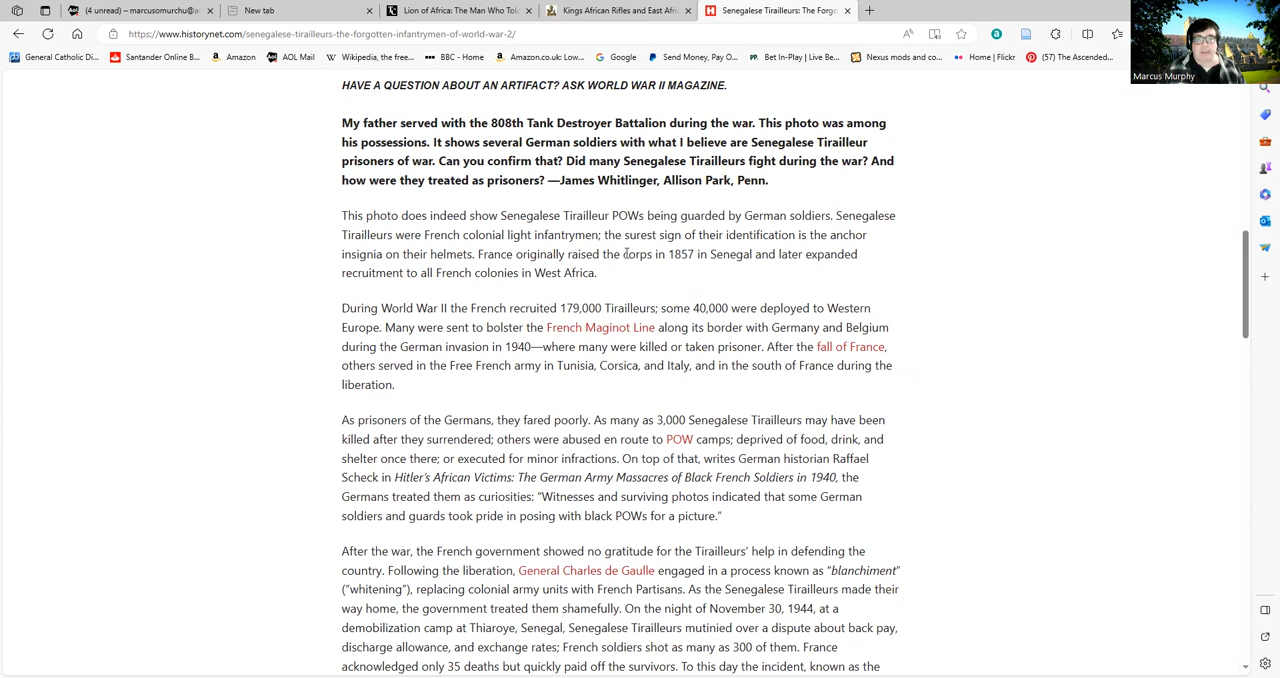 (4 unread) – marcusomurchu@a
New tab
Lion of Africa: The Man Who Tol
Kings African Rifles and East Afri
Senegalese Tirailleurs: The Forgo
https://www.historynet.com/senegalese-tirailleurs-the-forgotten-infantrymen-of-world-war-2/
General Catholic Di... Santander Online B... Amazon AOL Mail Wikipedia, the free... BBC - Home Amazon.co.uk: Low... Google Send Money, Pay O... Bet In-Play | Live Be... Nexus mods and co... Home | Flickr (57) The Ascended...
Marcus Murphy
HAVE A QUESTION ABOUT AN ARTIFACT? ASK WORLD WAR II MAGAZINE.
My father served with the 808th Tank Destroyer Battalion during the war. This photo was among
his possessions. It shows several German soldiers with what I believe are Senegalese Tirailleur
prisoners of war. Can you confirm that? Did many Senegalese Tirailleurs fight during the war? And
how were they treated as prisoners? —James Whitlinger, Allison Park, Penn.
This photo does indeed show Senegalese Tirailleur POWs being guarded by German soldiers. Senegalese
Tirailleurs were French colonial light infantrymen; the surest sign of their identification is the anchor
insignia on their helmets. France originally raised the corps in 1857 in Senegal and later expanded
recruitment to all French colonies in West Africa.
During World War II the French recruited 179,000 Tirailleurs; some 40,000 were deployed to Western
Europe. Many were sent to bolster the French Maginot Line along its border with Germany and Belgium
during the German invasion in 1940—where many were killed or taken prisoner. After the fall of France,
others served in the Free French army in Tunisia, Corsica, and Italy, and in the south of France during the
liberation.
As prisoners of the Germans, they fared poorly. As many as 3,000 Senegalese Tirailleurs may have been
killed after they surrendered; others were abused en route to POW camps; deprived of food, drink, and
shelter once there; or executed for minor infractions. On top of that, writes German historian Raffael
Scheck in Hitler’s African Victims: The German Army Massacres of Black French Soldiers in 1940, the
Germans treated them as curiosities: “Witnesses and surviving photos indicated that some German
soldiers and guards took pride in posing with black POWs for a picture.”
After the war, the French government showed no gratitude for the Tirailleurs’ help in defending the
country. Following the liberation, General Charles de Gaulle engaged in a process known as “blanchiment”
(“whitening”), replacing colonial army units with French Partisans. As the Senegalese Tirailleurs made their
way home, the government treated them shamefully. On the night of November 30, 1944, at a
demobilization camp at Thiaroye, Senegal, Senegalese Tirailleurs mutinied over a dispute about back pay,
discharge allowance, and exchange rates; French soldiers shot as many as 300 of them. France
acknowledged only 35 deaths but quickly paid off the survivors. To this day the incident, known as the